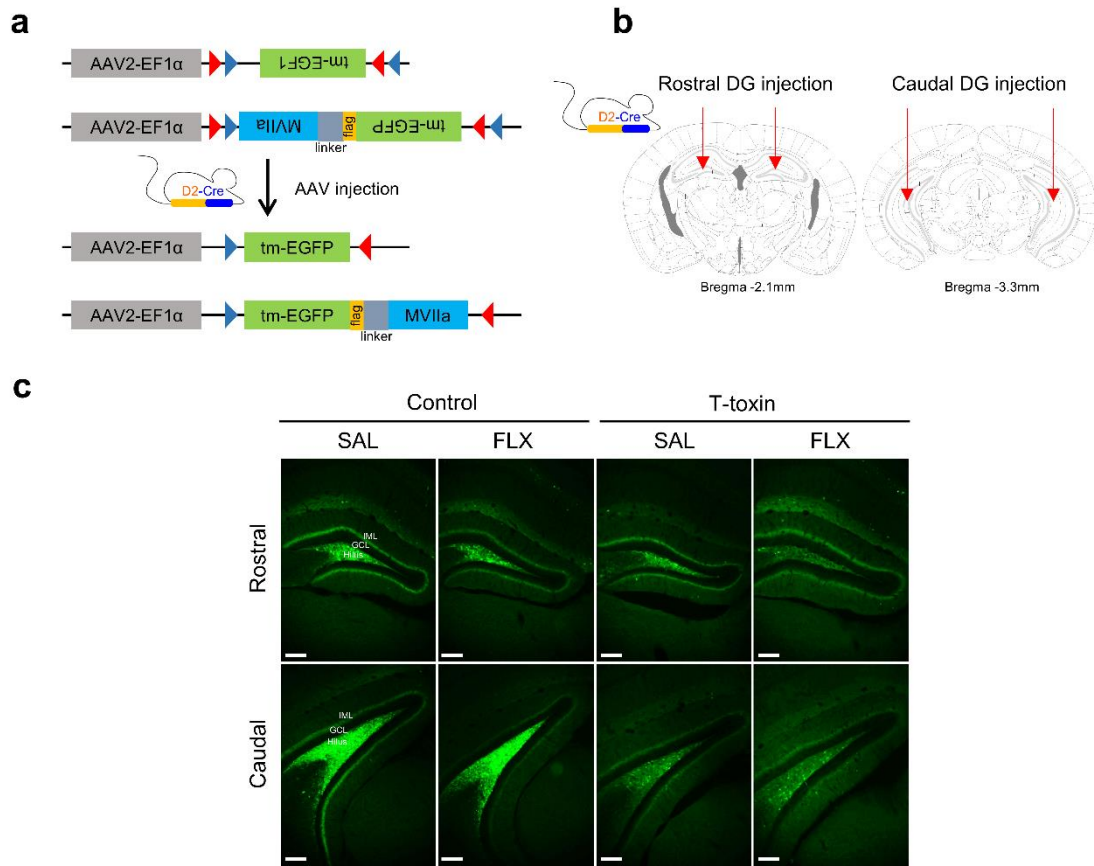 a
AAV2-EF1α tm-EGF1
AAV2-EF1α MVIIa flag tm-EGFP
linker
D2-Cre AAV injection
AAV2-EF1α tm-EGFP
AAV2-EF1α tm-EGFP flag MVIIa
linker
b
D2-Cre
Rostral DG injection Caudal DG injection
Bregma -2.1mm Bregma -3.3mm
c
Control T-toxin
SAL FLX SAL FLX
Rostral
IML
GCL
Hilus
Caudal
IML
GCL
Hilus